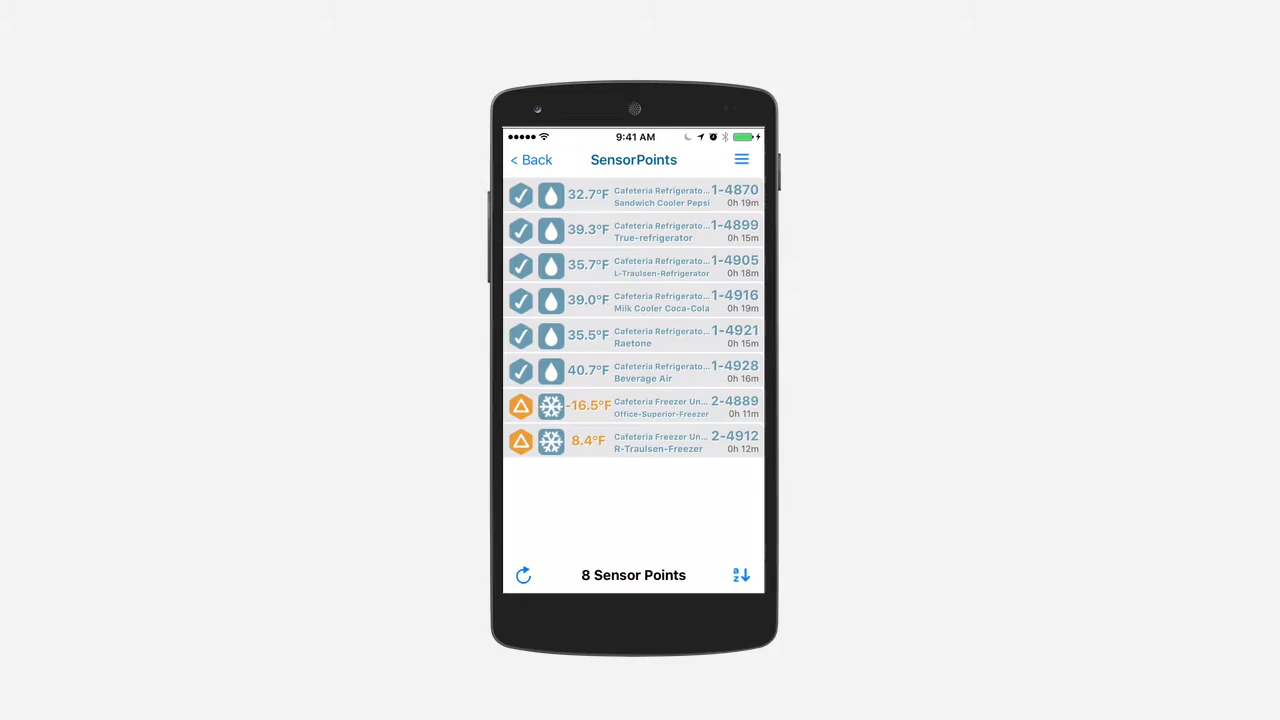 9:41 AM
< Back SensorPoints
32.7°F Cafeteria Refrigerato... 1-4870
Sandwich Cooler Pepsi 0h 19m
39.3°F Cafeteria Refrigerato... 1-4899
True-refrigerator 0h 15m
35.7°F Cafeteria Refrigerato... 1-4905
L-Traulsen-Refrigerator 0h 18m
39.0°F Cafeteria Refrigerato... 1-4916
Milk Cooler Coca-Cola 0h 19m
35.5°F Cafeteria Refrigerato... 1-4921
Raetone 0h 15m
40.7°F Cafeteria Refrigerato... 1-4928
Beverage Air 0h 16m
-16.5°F Cafeteria Freezer Un... 2-4889
Office-Superior-Freezer 0h 11m
8.4°F Cafeteria Freezer Un... 2-4912
R-Traulsen-Freezer 0h 12m
8 Sensor Points a
z